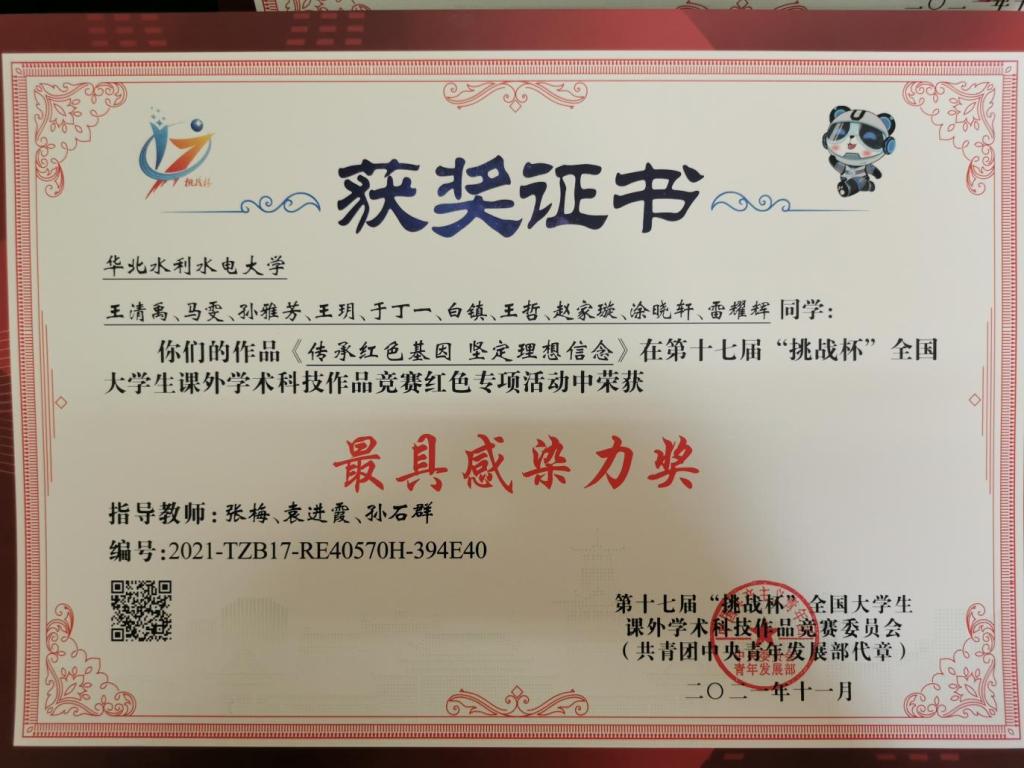 挑战杯
获奖证书
华北水利水电大学
王清禹、马雯、孙雅芳、王玥、于丁一、白镇、王哲、赵家璇、涂晓轩、雷耀辉 同学：
你们的作品《传承红色基因 坚定理想信念》在第十七届“挑战杯”全国
大学生课外学术科技作品竞赛红色专项活动中荣获
最具感染力奖
指导教师：张梅、袁进霞、孙石群
编号：2021-TZB17-RE40570H-394E40
第十七届“挑战杯”全国大学生
课外学术科技作品竞赛委员会
（共青团中央青年发展部代章）
青年发展部
二〇二一年十一月